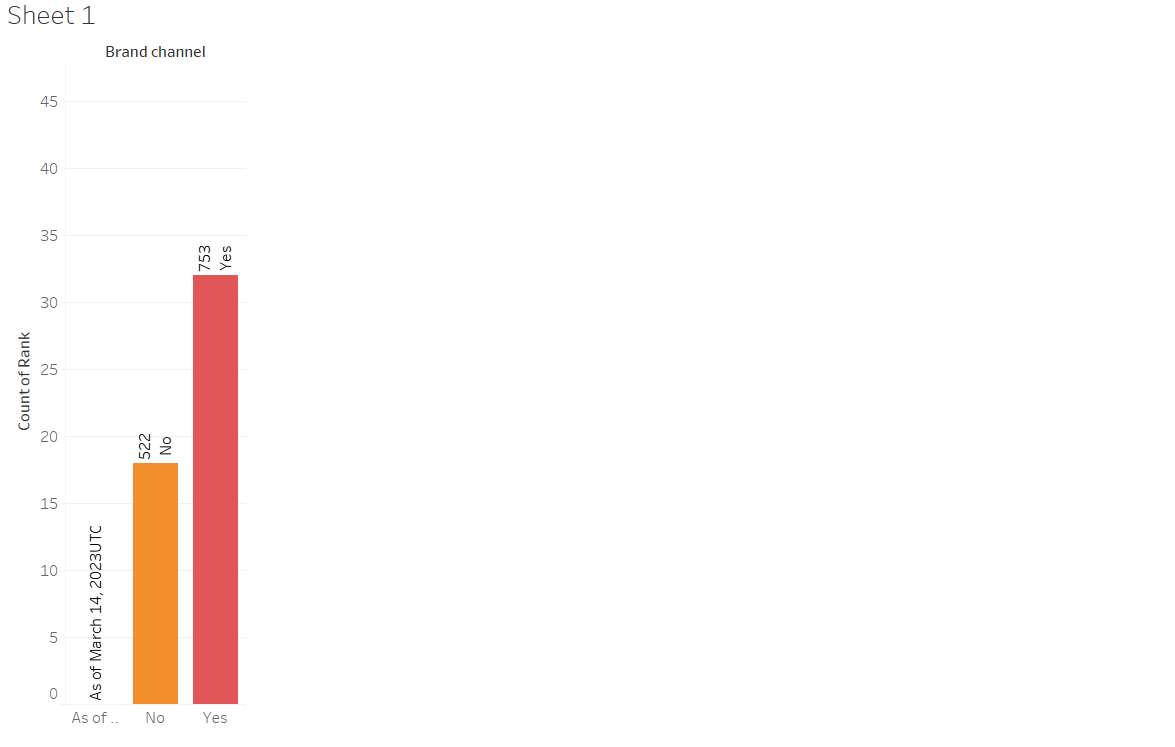 Sheet 1
Brand channel
45
40
35
30
25
20
15
10
5
0
Count of Rank
As of March 14, 2023UTC
522
No
753
Yes
As of ..
No
Yes